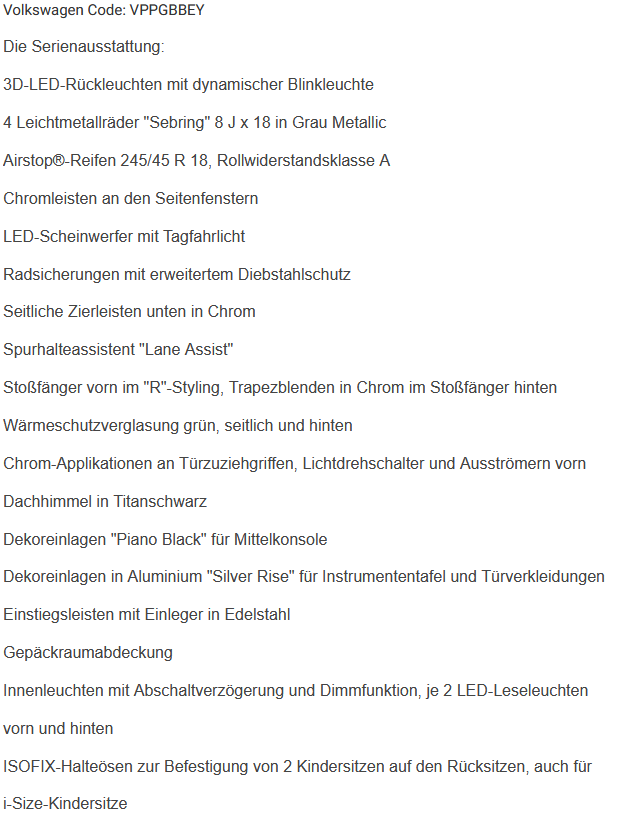 Volkswagen Code: VPPGBBEY
Die Serienausstattung:
3D-LED-Rückleuchten mit dynamischer Blinkleuchte
4 Leichtmetallräder "Sebring" 8 J x 18 in Grau Metallic
Airstop®-Reifen 245/45 R 18, Rollwiderstandsklasse A
Chromleisten an den Seitenfenstern
LED-Scheinwerfer mit Tagfahrlicht
Radsicherungen mit erweitertem Diebstahlschutz
Seitliche Zierleisten unten in Chrom
Spurhalteassistent "Lane Assist"
Stoßfänger vorn im "R"-Styling, Trapezblenden in Chrom im Stoßfänger hinten
Wärmeschutzverglasung grün, seitlich und hinten
Chrom-Applikationen an Türzuziehgriffen, Lichtdrehschalter und Ausströmern vorn
Dachhimmel in Titanschwarz
Dekoreinlagen "Piano Black" für Mittelkonsole
Dekoreinlagen in Aluminium "Silver Rise" für Instrumententafel und Türverkleidungen
Einstiegsleisten mit Einleger in Edelstahl
Gepäckraumabdeckung
Innenleuchten mit Abschaltverzögerung und Dimmfunktion, je 2 LED-Leseleuchten
vorn und hinten
ISOFIX-Halteösen zur Befestigung von 2 Kindersitzen auf den Rücksitzen, auch für
i-Size-Kindersitze